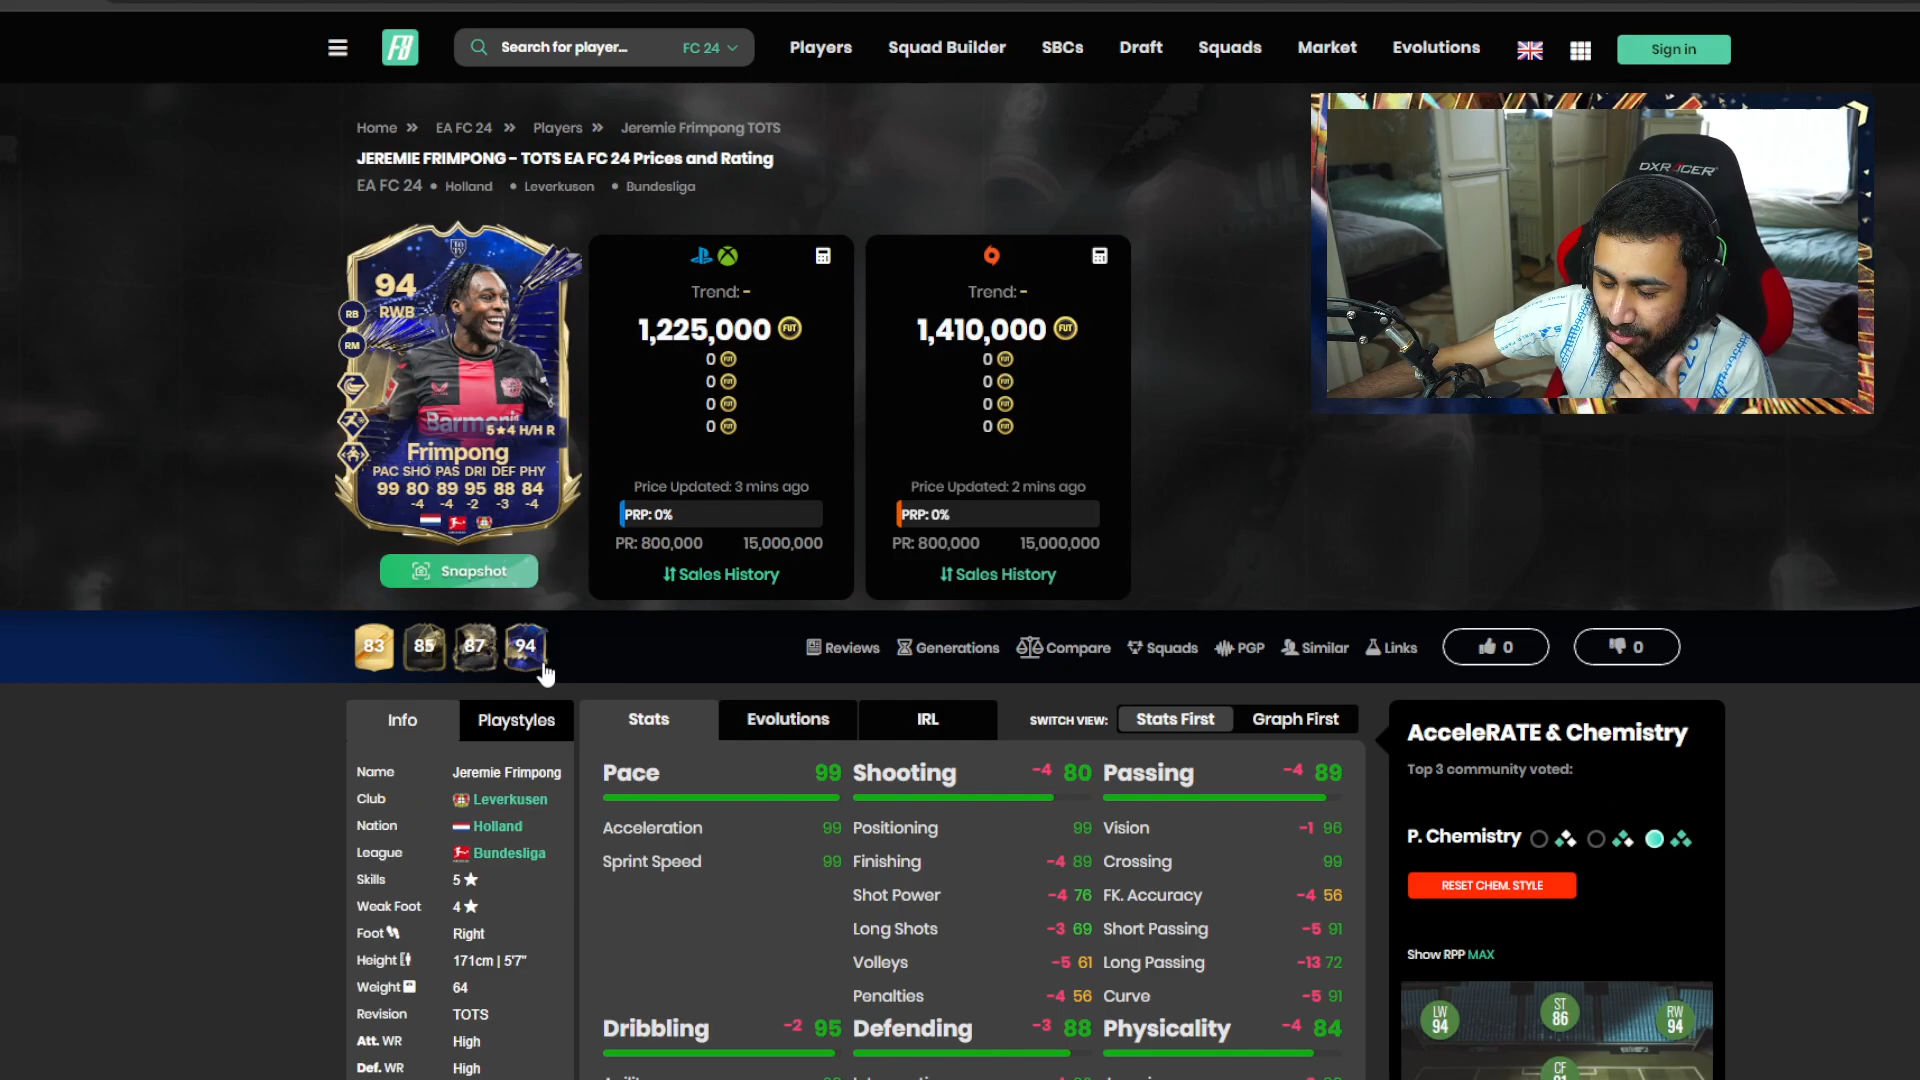 Search for player...
FC 24
Players
Squad Builder
SBCs
Draft
Squads
Market
Evolutions
Sign in
Home » EA FC 24 » Players » Jeremie Frimpong TOTS
JEREMIE FRIMPONG - TOTS EA FC 24 Prices and Rating
EA FC 24 • Holland • Leverkusen • Bundesliga
94
RWB
RB
RM
Barmenia
5★4 H/H R
Frimpong
PAC SHO PAS DRI DEF PHY
99 80 89 95 88 84
-4 -4 -2 -3 -4
Snapshot
Trend: -
1,225,000
0
0
0
0
Price Updated: 3 mins ago
PRP: 0%
PR: 800,000 15,000,000
Sales History
Trend: -
1,410,000
0
0
0
0
Price Updated: 2 mins ago
PRP: 0%
PR: 800,000 15,000,000
Sales History
DXRACER
83 85 87 94
Reviews Generations Compare Squads PGP Similar Links 0 0
Info Playstyles
Name Jeremie Frimpong
Club Leverkusen
Nation Holland
League Bundesliga
Skills 5 ★
Weak Foot 4 ★
Foot Right
Height 171cm | 5'7"
Weight 64
Revision TOTS
Att. WR High
Def. WR High
Stats Evolutions IRL SWITCH VIEW: Stats First Graph First
Pace 99
Acceleration 99
Sprint Speed 99
Shooting -4 80
Positioning 99
Finishing -4 89
Shot Power -4 76
Long Shots -3 69
Volleys -5 61
Penalties -4 56
Passing -4 89
Vision -1 96
Crossing 99
FK. Accuracy -4 56
Short Passing -5 91
Long Passing -13 72
Curve -5 91
Dribbling -2 95
Defending -3 88
Physicality -4 84
AcceleRATE & Chemistry
Top 3 community voted:
P. Chemistry
RESET CHEM. STYLE
Show RPP MAX
LW
94
ST
86
RW
94
CF